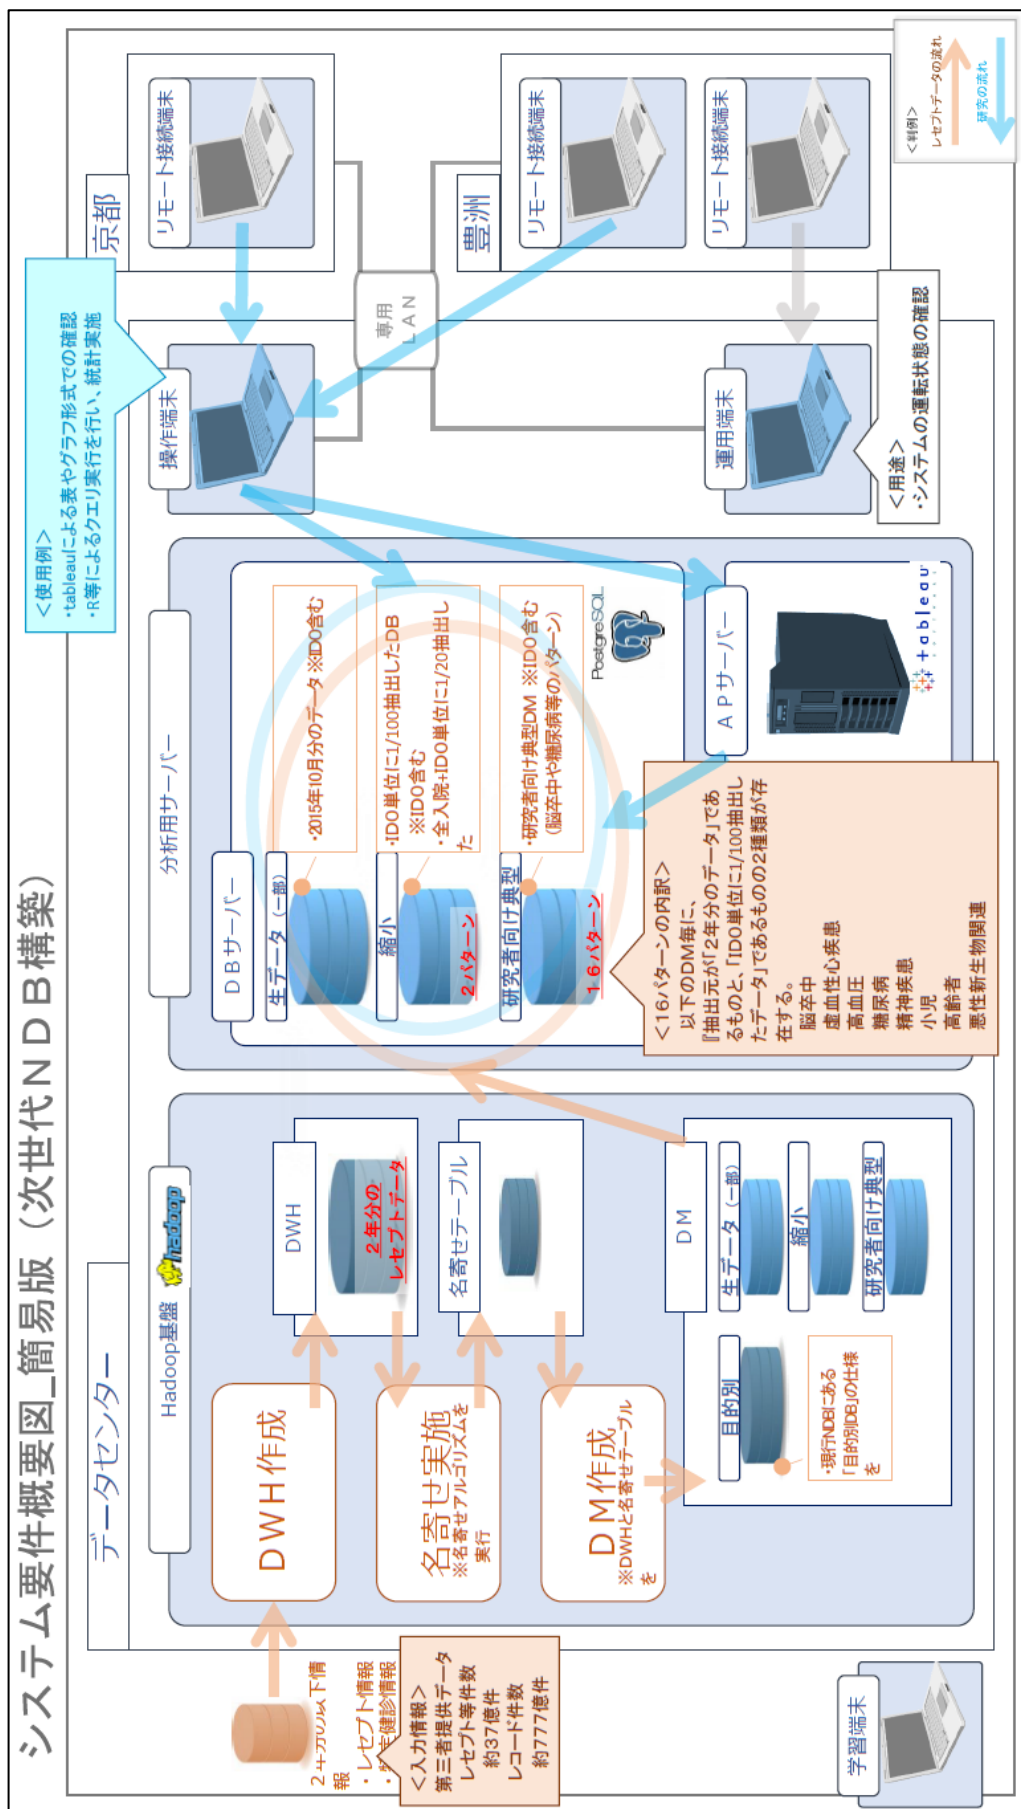 システム要件概要図_簡易版（次世代ＮＤＢ構築）
データセンター
Hadoop基盤
hadoop
2年分の以下情
報
・レセプト情報
・特定健診情報
＜入力情報＞
第三者提供データ
レセプト等件数
約37億件
レコード件数
約777億件
学習端末
ＤＷＨ作成
名寄せ実施
※名寄せアルゴリズムを
実行
ＤＭ作成
※DWHと名寄せテーブル
を
DWH
２年分の
レセプトデータ
名寄せテーブル
ＤＭ
目的別
・現行NDBにある
「目的別DB」の仕様
を
生データ（一部）
縮小
研究者向け典型
分析用サーバー
ＤＢサーバー
生データ（一部）
・2015年10月分のデータ ※ID0含む
縮小
２パターン
・ID0単位に1/100抽出したDB
※ID0含む
・全入院+ID0単位に1/20抽出し
た
研究者向け典型
１６パターン
・研究者向け典型DM ※ID0含む
（脳卒中や糖尿病等のパターン）
PostgreSQL
ＡＰサーバー
+ableau
＜16パターンの内訳＞
以下のDM毎に、
『抽出元が「2年分のデータ」であ
るものと、「ID0単位に1/100抽出し
たデータ」であるものの2種類が存
在する。
脳卒中
虚血性心疾患
高血圧
糖尿病
精神疾患
小児
高齢者
悪性新生物関連
＜使用例＞
・tableauによる表やグラフ形式での確認
・R等によるクエリ実行を行い、統計実施
操作端末
運用端末
＜用途＞
・システムの運転状態の確認
専用
ＬＡＮ
京都
リモート接続端末
豊洲
リモート接続端末
リモート接続端末
＜判例＞
レセプトデータの流れ
研究の流れ